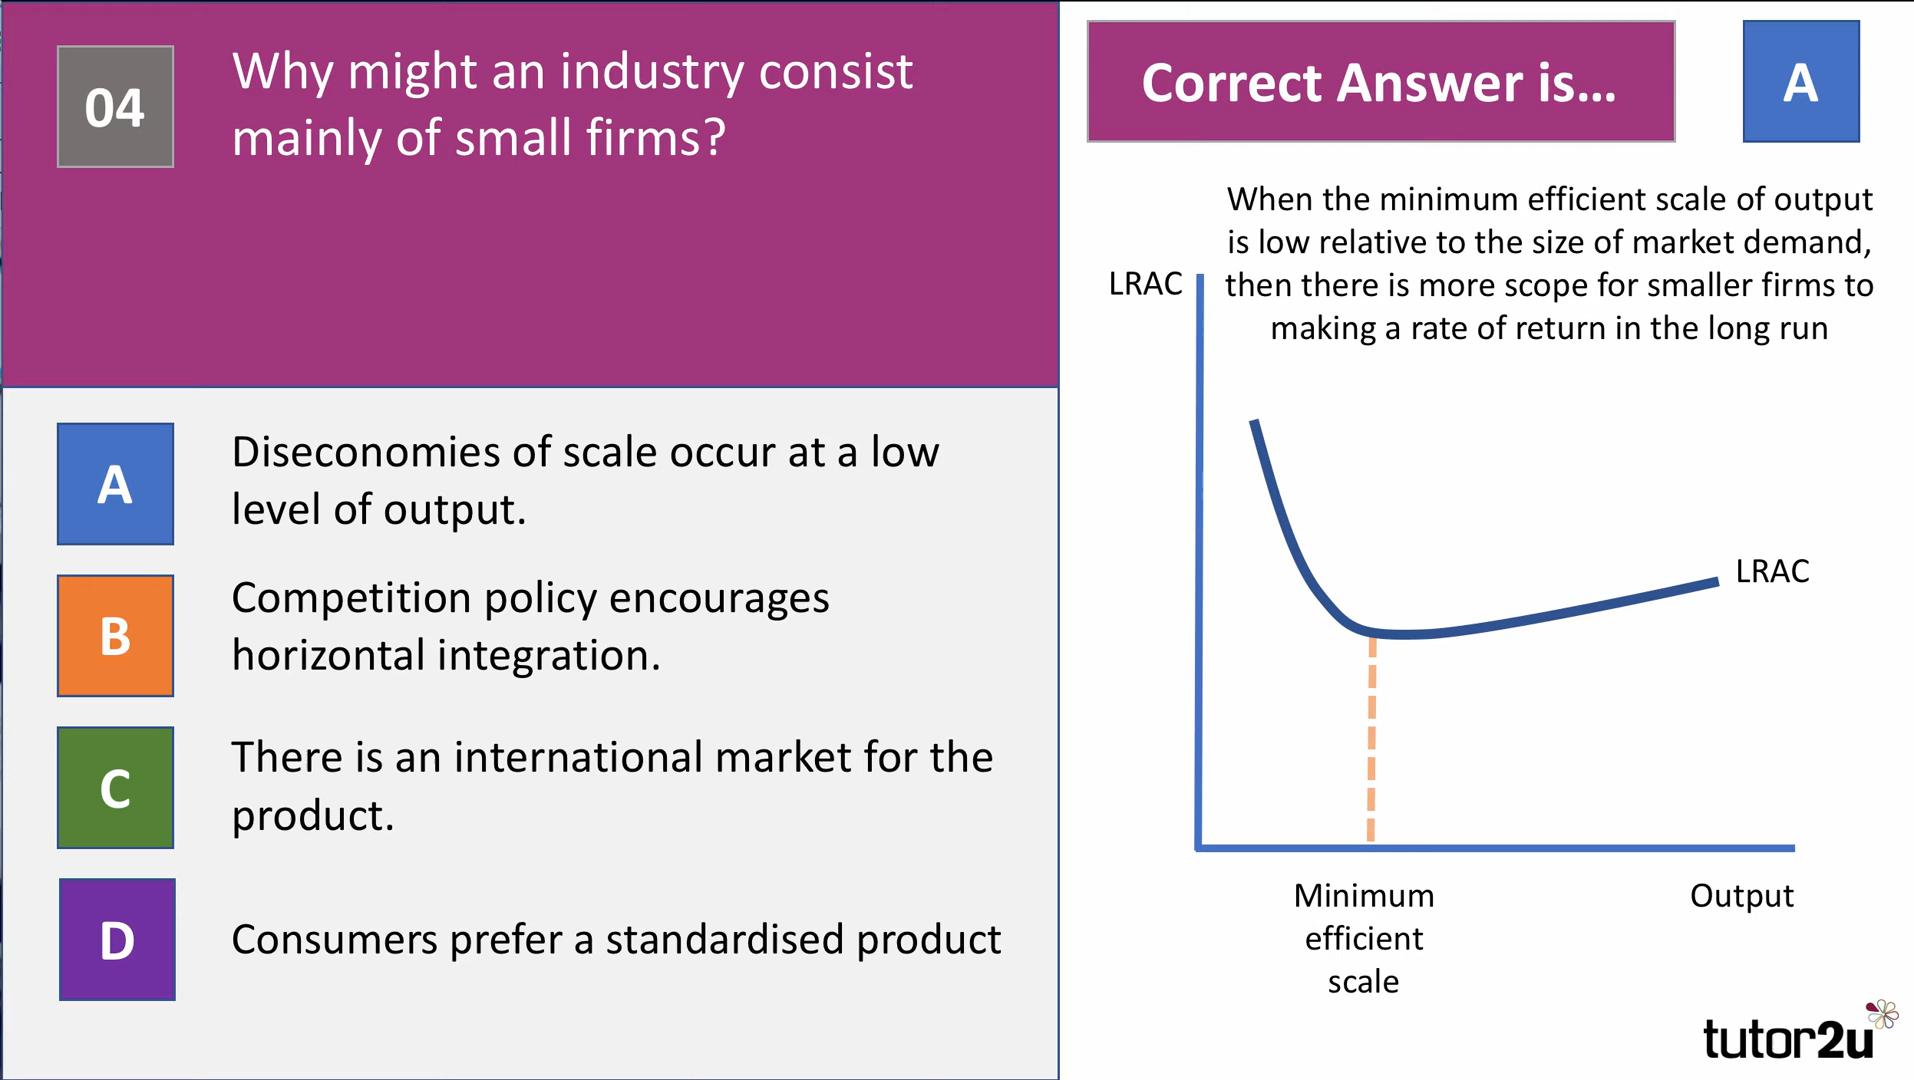 04
Why might an industry consist
mainly of small firms?
A
Diseconomies of scale occur at a low
level of output.
B
Competition policy encourages
horizontal integration.
C
There is an international market for the
product.
D
Consumers prefer a standardised product
Correct Answer is...
A
When the minimum efficient scale of output
is low relative to the size of market demand,
then there is more scope for smaller firms to
making a rate of return in the long run
LRAC
LRAC
Minimum
efficient
scale
Output
tutor2u